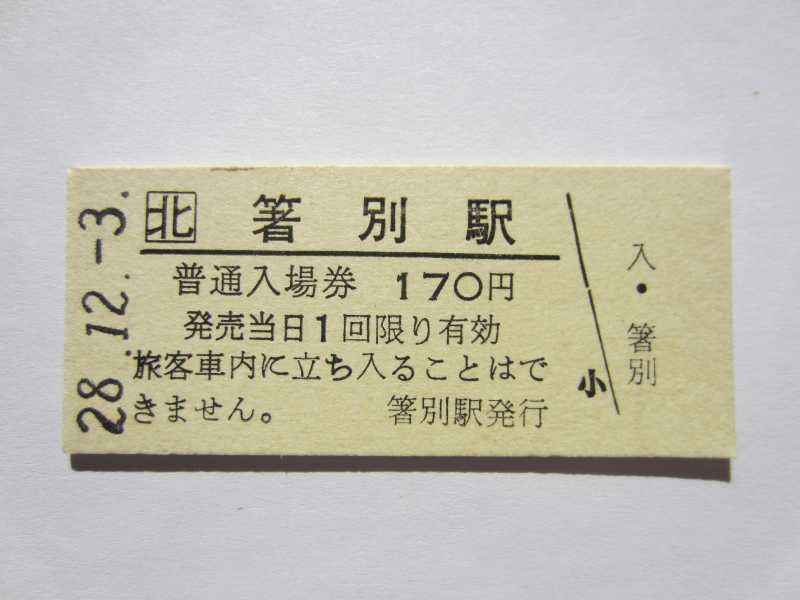 28.12.-3.
北 箸別駅
普通入場券 170円
発売当日1回限り有効
旅客車内に立ち入ることはで
きません。 箸別駅発行
小
入・箸別